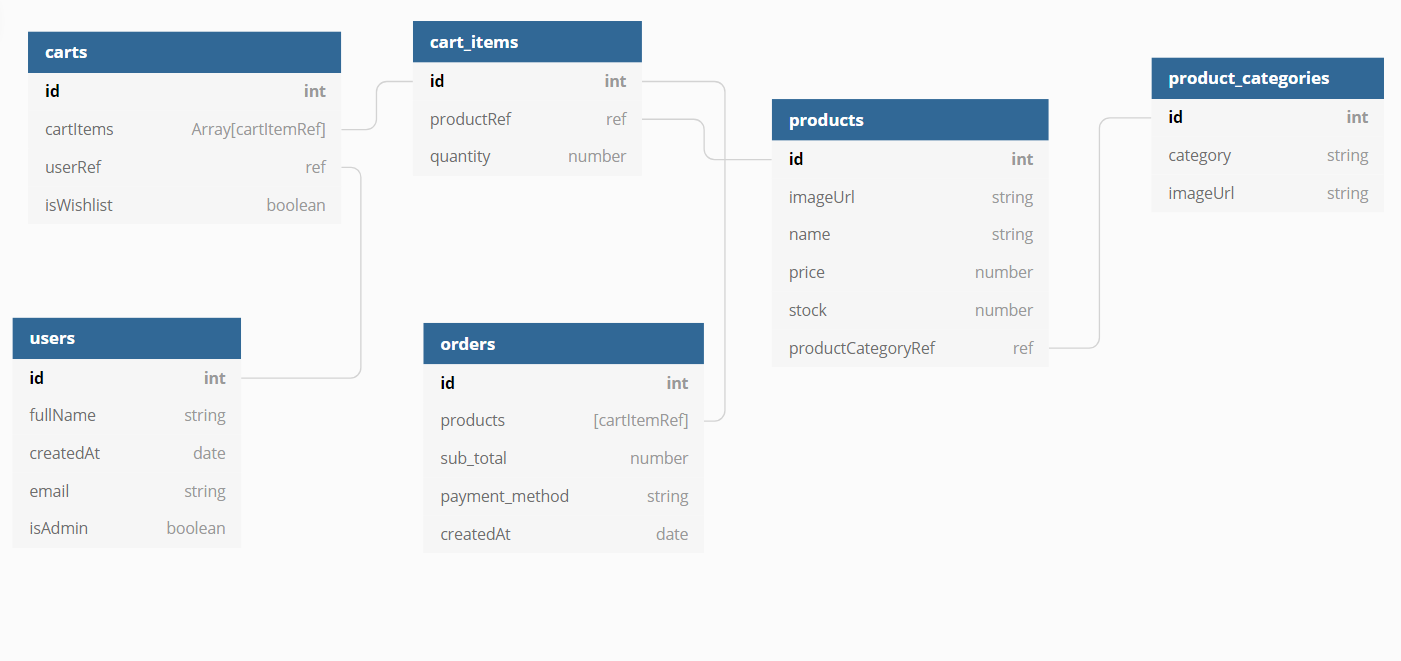 carts
id int
cartItems Array[cartItemRef]
userRef ref
isWishlist boolean
cart_items
id int
productRef ref
quantity number
products
id int
imageUrl string
name string
price number
stock number
productCategoryRef ref
product_categories
id int
category string
imageUrl string
users
id int
fullName string
createdAt date
email string
isAdmin boolean
orders
id int
products [cartItemRef]
sub_total number
payment_method string
createdAt date